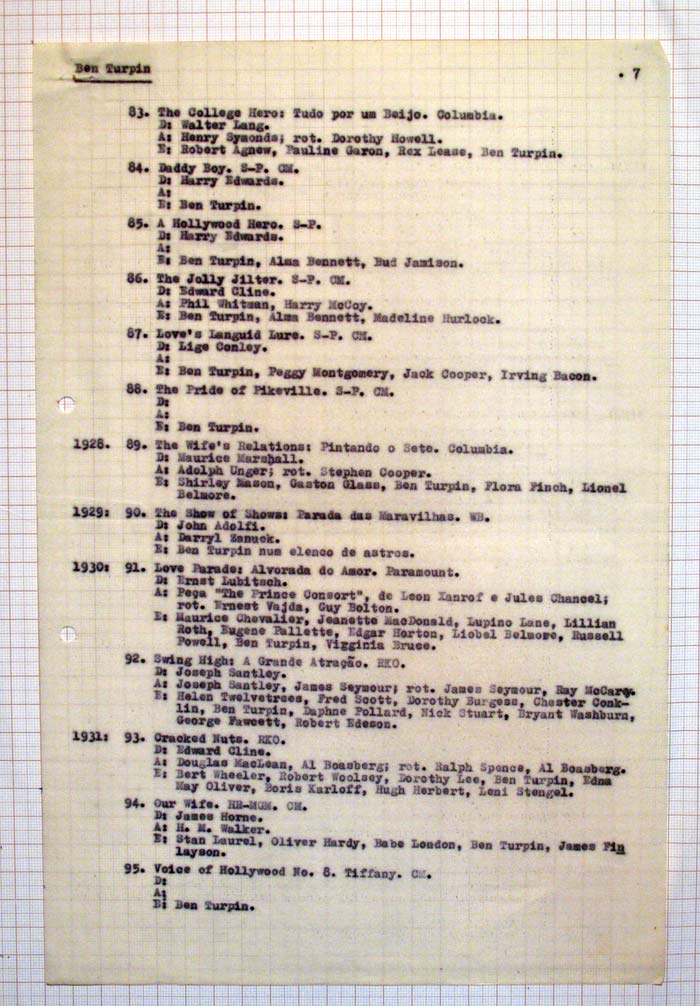 Ben Turpin
. 7
83. The College Hero: Tudo por um Beijo. Columbia.
D: Walter Lang.
A: Henry Symonds; rot. Dorothy Howell.
E: Robert Agnew, Pauline Garon, Rex Lease, Ben Turpin.
84. Daddy Boy. S-P. CM.
D: Harry Edwards.
A:
E: Ben Turpin.
85. A Hollywood Hero. S-P.
D: Harry Edwards.
A:
E: Ben Turpin, Alma Bennett, Bud Jamison.
86. The Jolly Jilter. S-P. CM.
D: Edward Cline.
A: Phil Whitman, Harry McCoy.
E: Ben Turpin, Alma Bennett, Madeline Hurlock.
87. Love's Languid Lure. S-P. CM.
D: Lige Conley.
A:
E: Ben Turpin, Peggy Montgomery, Jack Cooper, Irving Bacon.
88. The Pride of Pikeville. S-P. CM.
D:
A:
E: Ben Turpin.
1928. 89. The Wife's Relations: Pintando o Sete. Columbia.
D: Maurice Marshall.
A: Adolph Unger; rot. Stephen Cooper.
E: Shirley Mason, Gaston Glass, Ben Turpin, Flora Finch, Lionel
Belmore.
1929: 90. The Show of Shows: Parada das Maravilhas. WB.
D: John Adolfi.
A: Darryl Zanuck.
E: Ben Turpin num elenco de astros.
1930: 91. Love Parade: Alvorada do Amor. Paramount.
D: Ernst Lubitsch.
A: Peça "The Prince Consort", de Leon Xanrof e Jules Chancel;
rot. Ernest Vajda, Guy Bolton.
E: Maurice Chevalier, Jeanette MacDonald, Lupino Lane, Lillian
Roth, Eugene Pallette, Edgar Horton, Liobel Belmore, Russell
Powell, Ben Turpin, Virginia Bruce.
92. Swing High: A Grande Atração. RKO.
D: Joseph Santley.
A: Joseph Santley, James Seymour; rot. James Seymour, Ray McCarey.
E: Helen Twelvetrees, Fred Scott, Dorothy Burgess, Chester Conk-
lin, Ben Turpin, Daphne Pollard, Nick Stuart, Bryant Washburn,
George Fawcett, Robert Edeson.
1931: 93. Cracked Nuts. RKO.
D: Edward Cline.
A: Douglas MacLean, Al Boasberg; rot. Ralph Spence, Al Boasberg.
E: Bert Wheeler, Robert Woolsey, Dorothy Lee, Ben Turpin, Edna
May Oliver, Boris Karloff, Hugh Herbert, Leni Stengel.
94. Our Wife. HR-MGM. CM.
D: James Horne.
A: H. M. Walker.
E: Stan Laurel, Oliver Hardy, Babe London, Ben Turpin, James Fin
layson.
95. Voice of Hollywood No. 8. Tiffany. CM.
D:
A:
E: Ben Turpin.